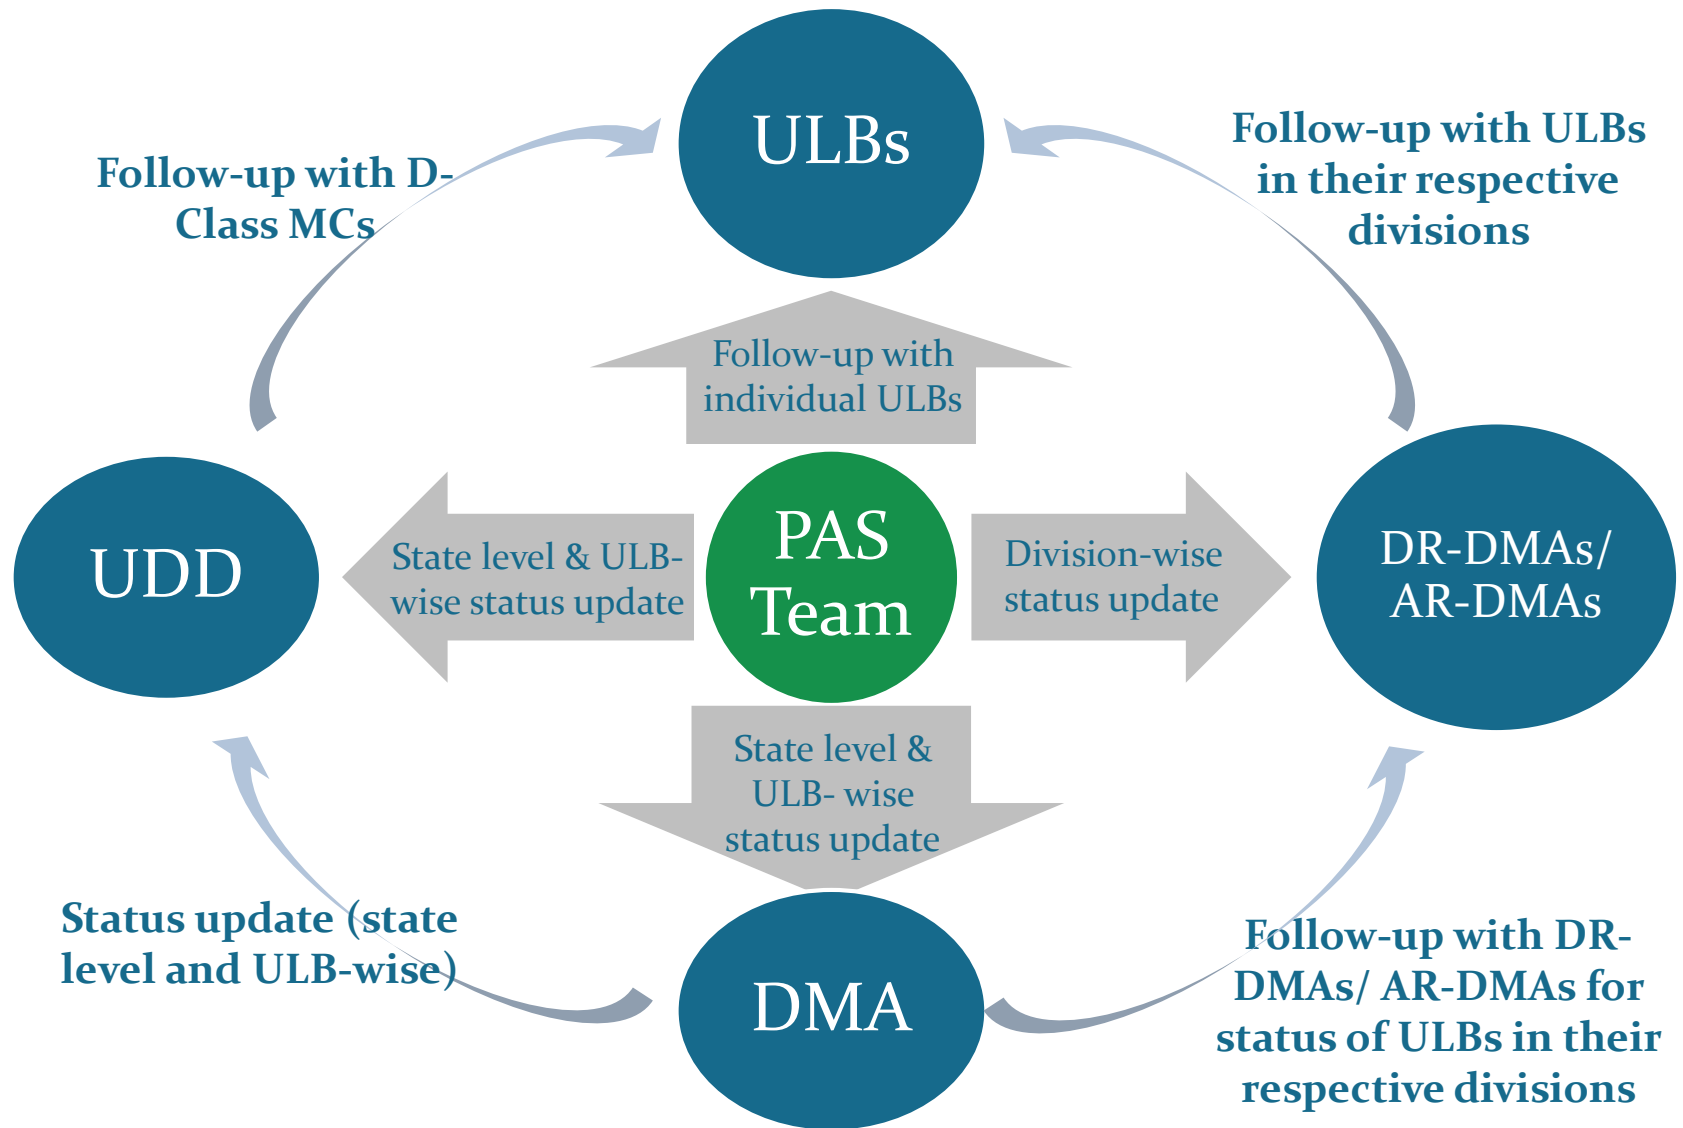 ULBs
Follow-up with D-
Class MCs
Follow-up with ULBs
in their respective
divisions
Follow-up with
individual ULBs
UDD
State level & ULB-
wise status update
PAS
Team
Division-wise
status update
DR-DMAs/
AR-DMAs
State level &
ULB- wise
status update
Status update (state
level and ULB-wise)
DMA
Follow-up with DR-
DMAs/ AR-DMAs for
status of ULBs in their
respective divisions